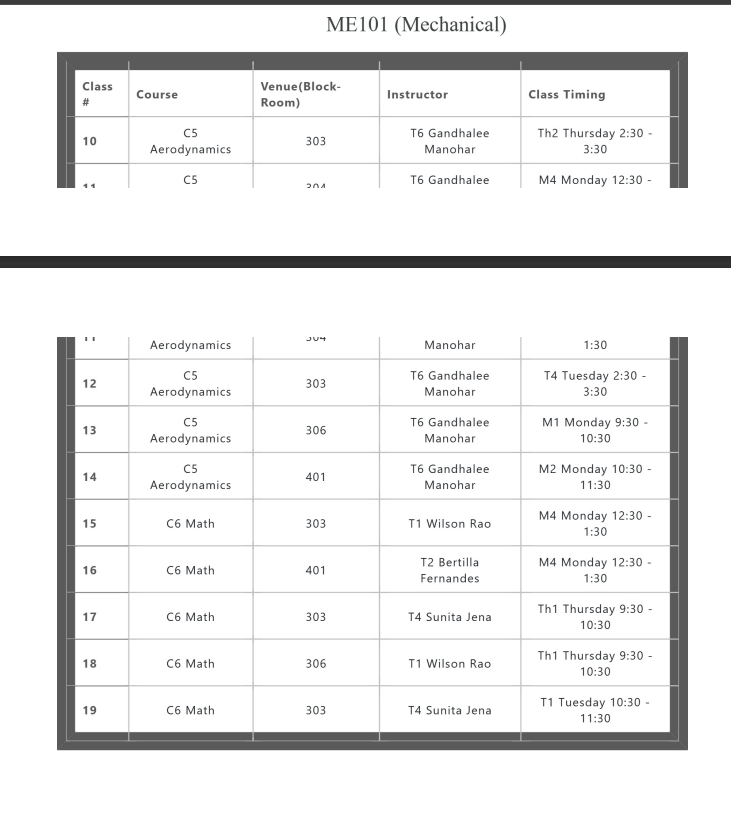 ME101 (Mechanical)
Class # Course Venue(Block-Room) Instructor Class Timing
10 C5 Aerodynamics 303 T6 Gandhalee Manohar Th2 Thursday 2:30 - 3:30
11 C5 304 T6 Gandhalee M4 Monday 12:30 -
11 Aerodynamics 304 Manohar 1:30
12 C5 Aerodynamics 303 T6 Gandhalee Manohar T4 Tuesday 2:30 - 3:30
13 C5 Aerodynamics 306 T6 Gandhalee Manohar M1 Monday 9:30 - 10:30
14 C5 Aerodynamics 401 T6 Gandhalee Manohar M2 Monday 10:30 - 11:30
15 C6 Math 303 T1 Wilson Rao M4 Monday 12:30 - 1:30
16 C6 Math 401 T2 Bertilla Fernandes M4 Monday 12:30 - 1:30
17 C6 Math 303 T4 Sunita Jena Th1 Thursday 9:30 - 10:30
18 C6 Math 306 T1 Wilson Rao Th1 Thursday 9:30 - 10:30
19 C6 Math 303 T4 Sunita Jena T1 Tuesday 10:30 - 11:30